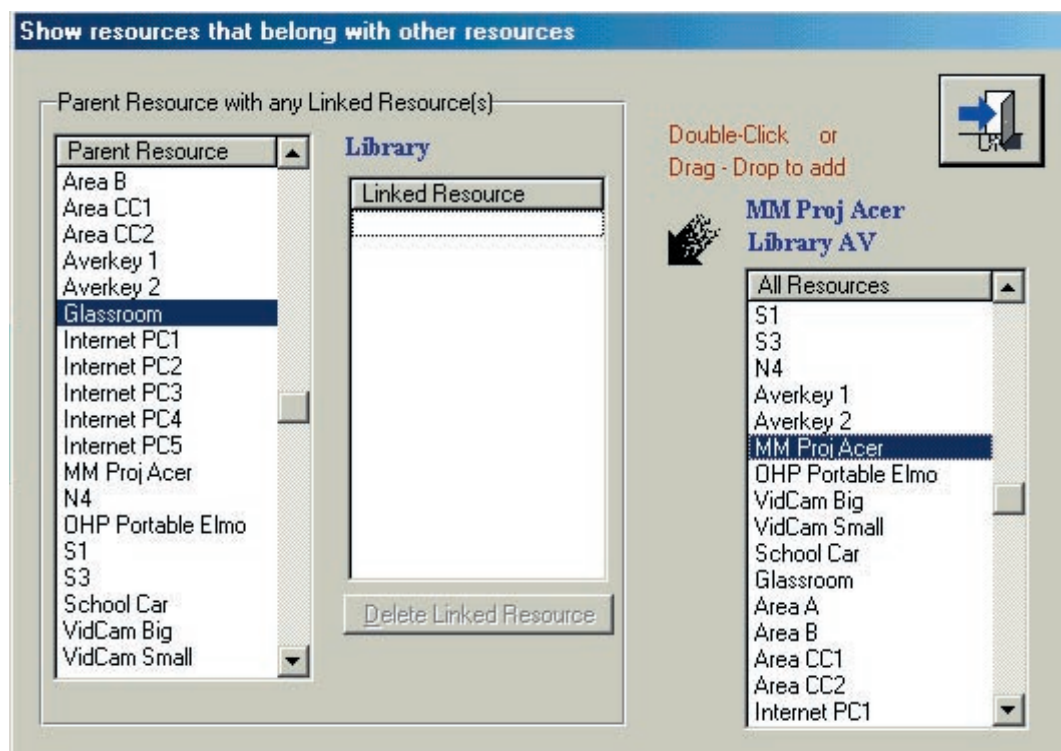 Show resources that belong with other resources
Parent Resource with any Linked Resource(s)
Parent Resource
Area B
Area CC1
Area CC2
Averkey 1
Averkey 2
Glassroom
Internet PC1
Internet PC2
Internet PC3
Internet PC4
Internet PC5
MM Proj Acer
N4
OHP Portable Elmo
S1
S3
School Car
VidCam Big
VidCam Small
Library
Linked Resource
Delete Linked Resource
Double-Click or
Drag - Drop to add
MM Proj Acer
Library AV
All Resources
S1
S3
N4
Averkey 1
Averkey 2
MM Proj Acer
OHP Portable Elmo
VidCam Big
VidCam Small
School Car
Glassroom
Area A
Area B
Area CC1
Area CC2
Internet PC1